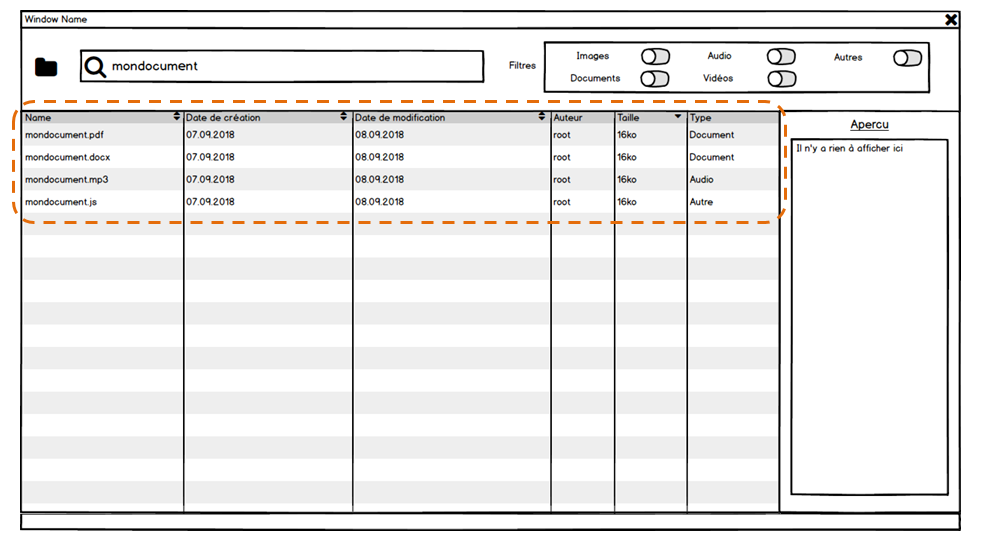 Window Name
mondocument
Filtres
Images Audio Autres
Documents Vidéos
Name Date de création Date de modification Auteur Taille Type
mondocument.pdf 07.09.2018 08.09.2018 root 16ko Document
mondocument.docx 07.09.2018 08.09.2018 root 16ko Document
mondocument.mp3 07.09.2018 08.09.2018 root 16ko Audio
mondocument.js 07.09.2018 08.09.2018 root 16ko Autre
Apercu
Il n'y a rien à afficher ici